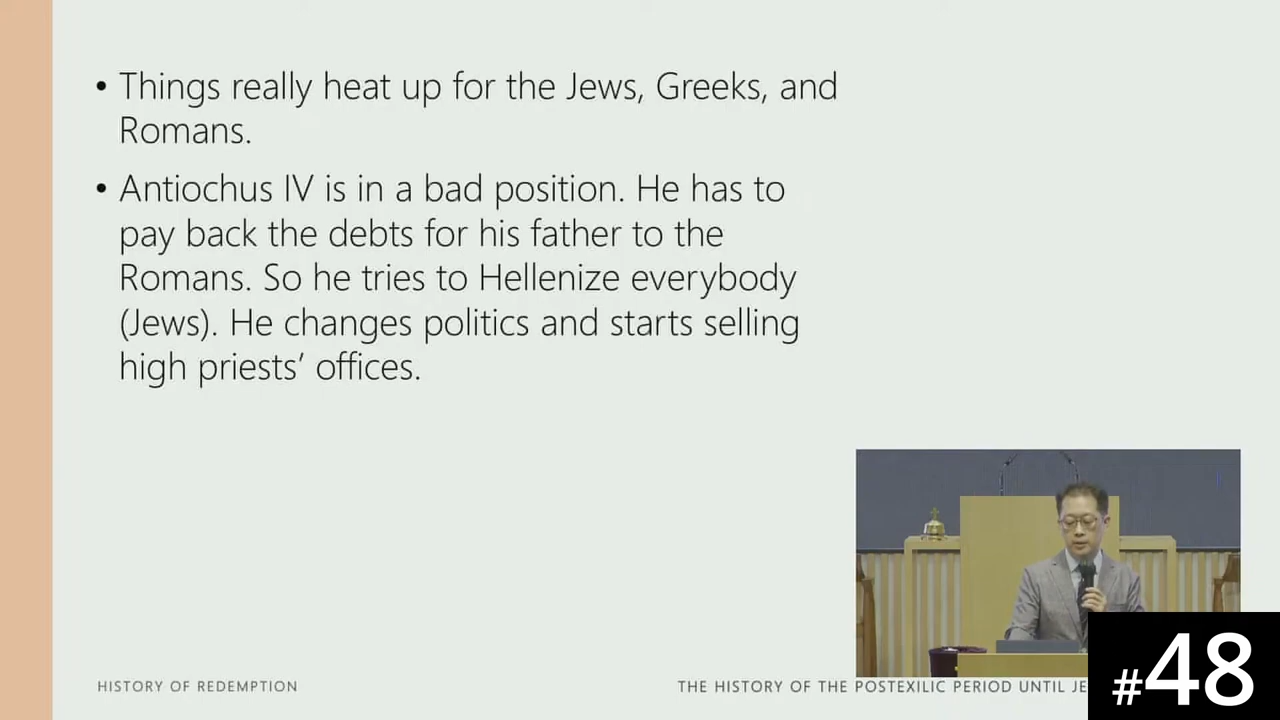 • Things really heat up for the Jews, Greeks, and
Romans.
• Antiochus IV is in a bad position. He has to
pay back the debts for his father to the
Romans. So he tries to Hellenize everybody
(Jews). He changes politics and starts selling
high priests’ offices.
HISTORY OF REDEMPTION
THE HISTORY OF THE POSTEXILIC PERIOD UNTIL JE
#48